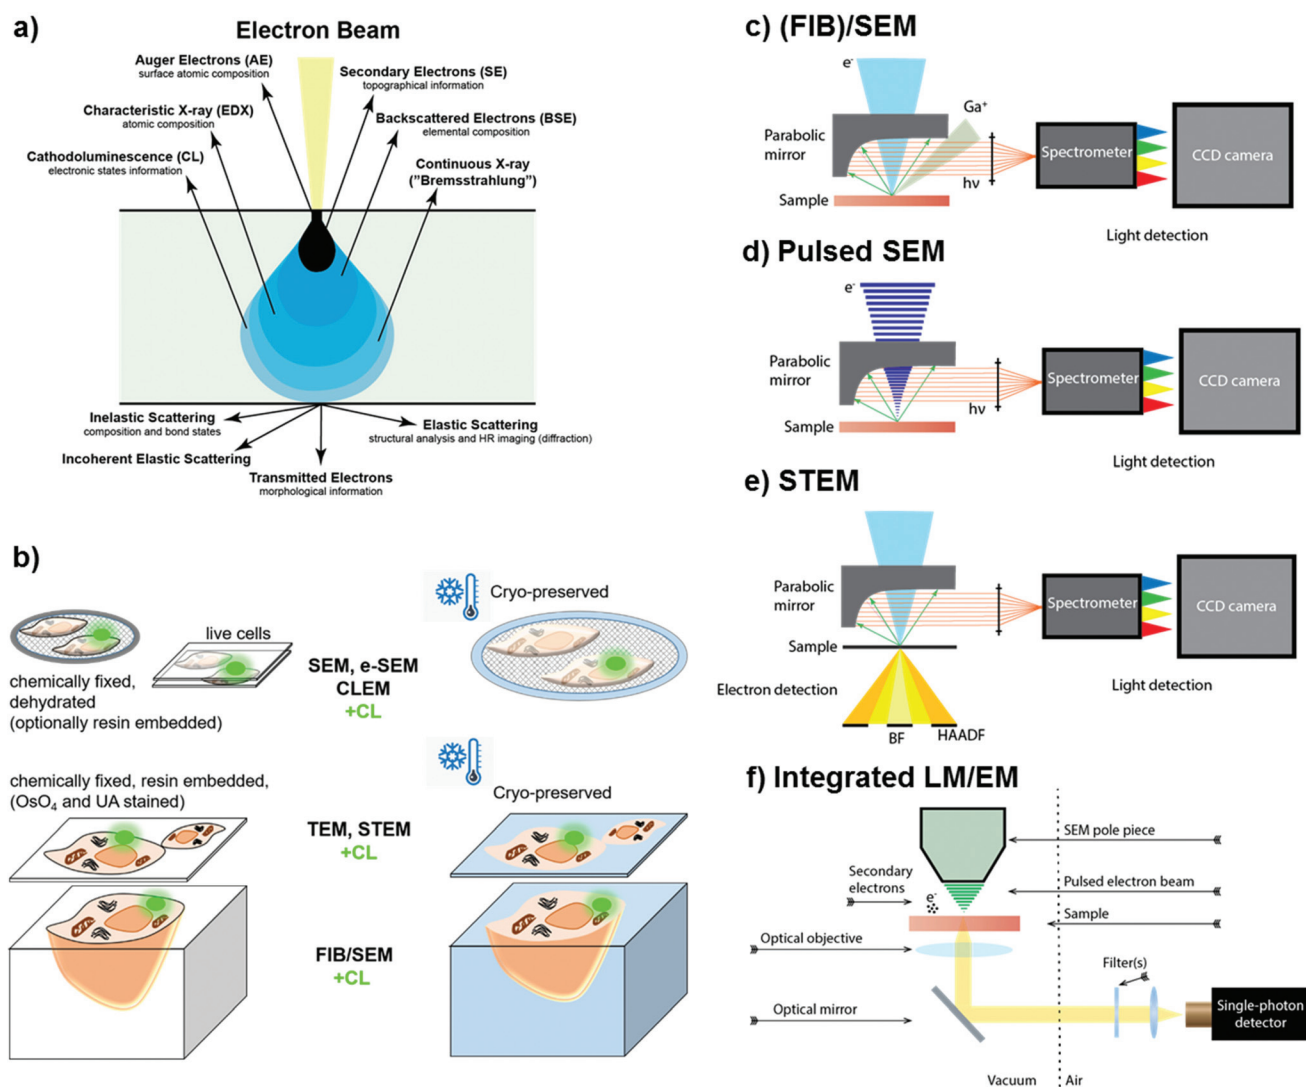 a)
Electron Beam
Auger Electrons (AE)
surface atomic composition
Secondary Electrons (SE)
topographical information
Characteristic X-ray (EDX)
atomic composition
Backscattered Electrons (BSE)
elemental composition
Cathodoluminescence (CL)
electronic states information
Continuous X-ray
("Bremsstrahlung")
Inelastic Scattering
composition and bond states
Elastic Scattering
structural analysis and HR imaging (diffraction)
Incoherent Elastic Scattering
Transmitted Electrons
morphological information
b)
Cryo-preserved
live cells
SEM, e-SEM
CLEM
+CL
chemically fixed,
dehydrated
(optionally resin embedded)
chemically fixed, resin embedded,
(OsO₄ and UA stained)
Cryo-preserved
TEM, STEM
+CL
FIB/SEM
+CL
c) (FIB)/SEM
e⁻
Ga⁺
Parabolic
mirror
hν
Sample
Spectrometer
CCD camera
Light detection
d) Pulsed SEM
e⁻
Parabolic
mirror
hν
Sample
Spectrometer
CCD camera
Light detection
e) STEM
Parabolic
mirror
Sample
Spectrometer
CCD camera
Electron detection
Light detection
BF
HAADF
f) Integrated LM/EM
SEM pole piece
Secondary
electrons
e⁻
Pulsed electron beam
Sample
Optical objective
Filter(s)
Optical mirror
Single-photon
detector
Vacuum
Air